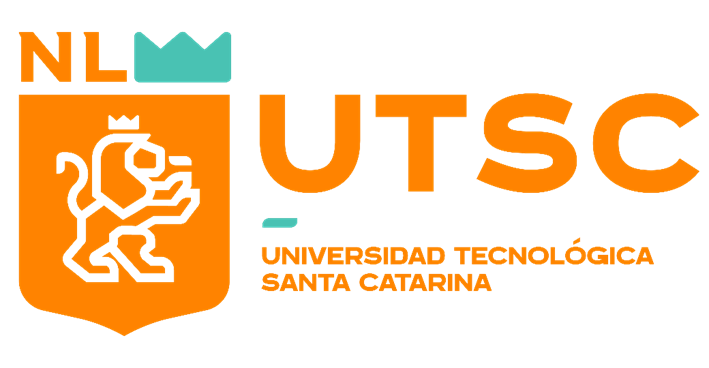 NL
UTSC
UNIVERSIDAD TECNOLÓGICA
SANTA CATARINA